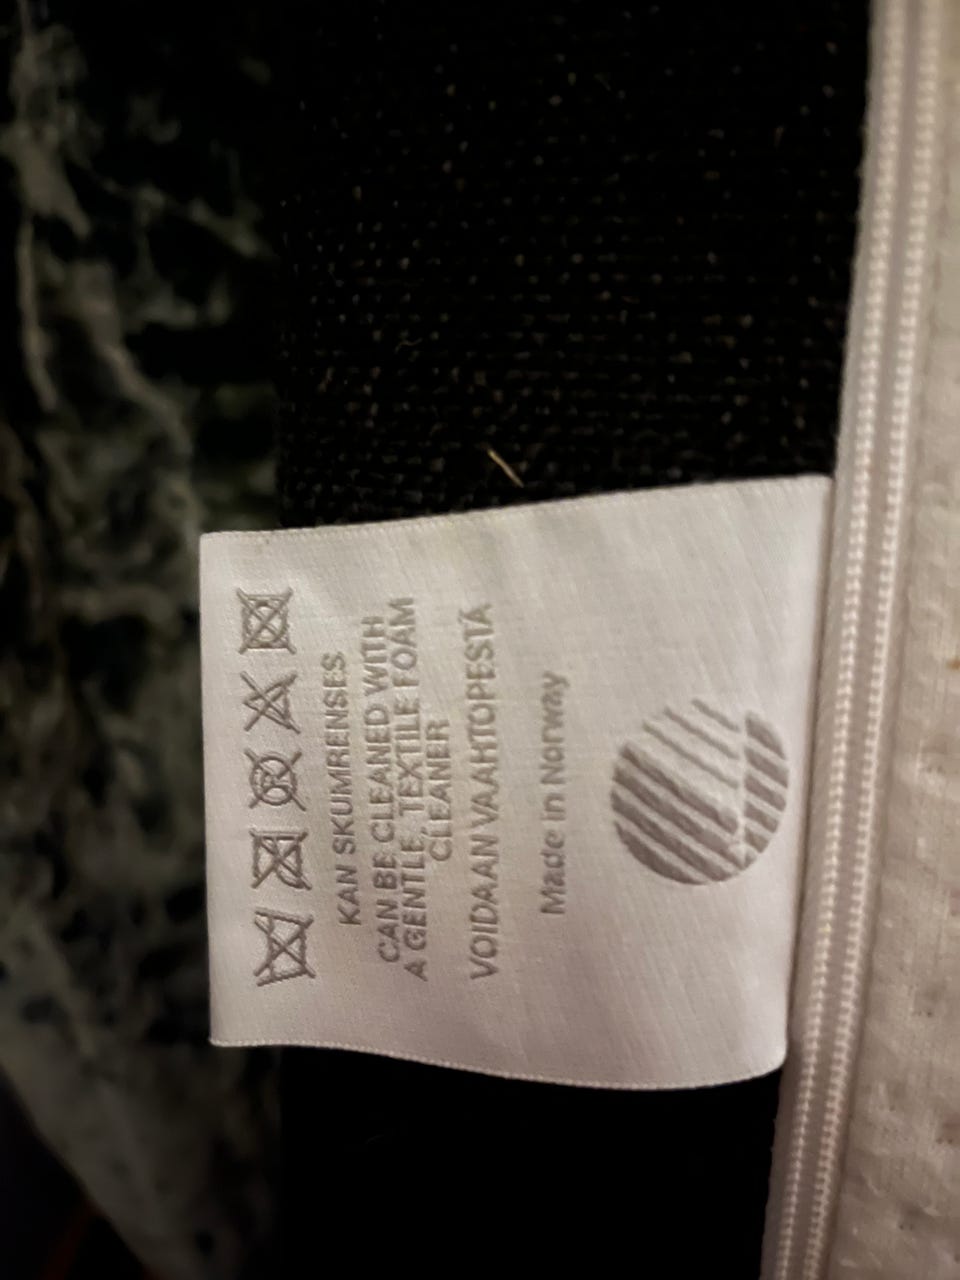 KAN SKUMRENSES
CAN BE CLEANED WITH
A GENTLE, TEXTILE FOAM
CLEANER
VOIDAAN VAAHTOPESTÄ
Made in Norway